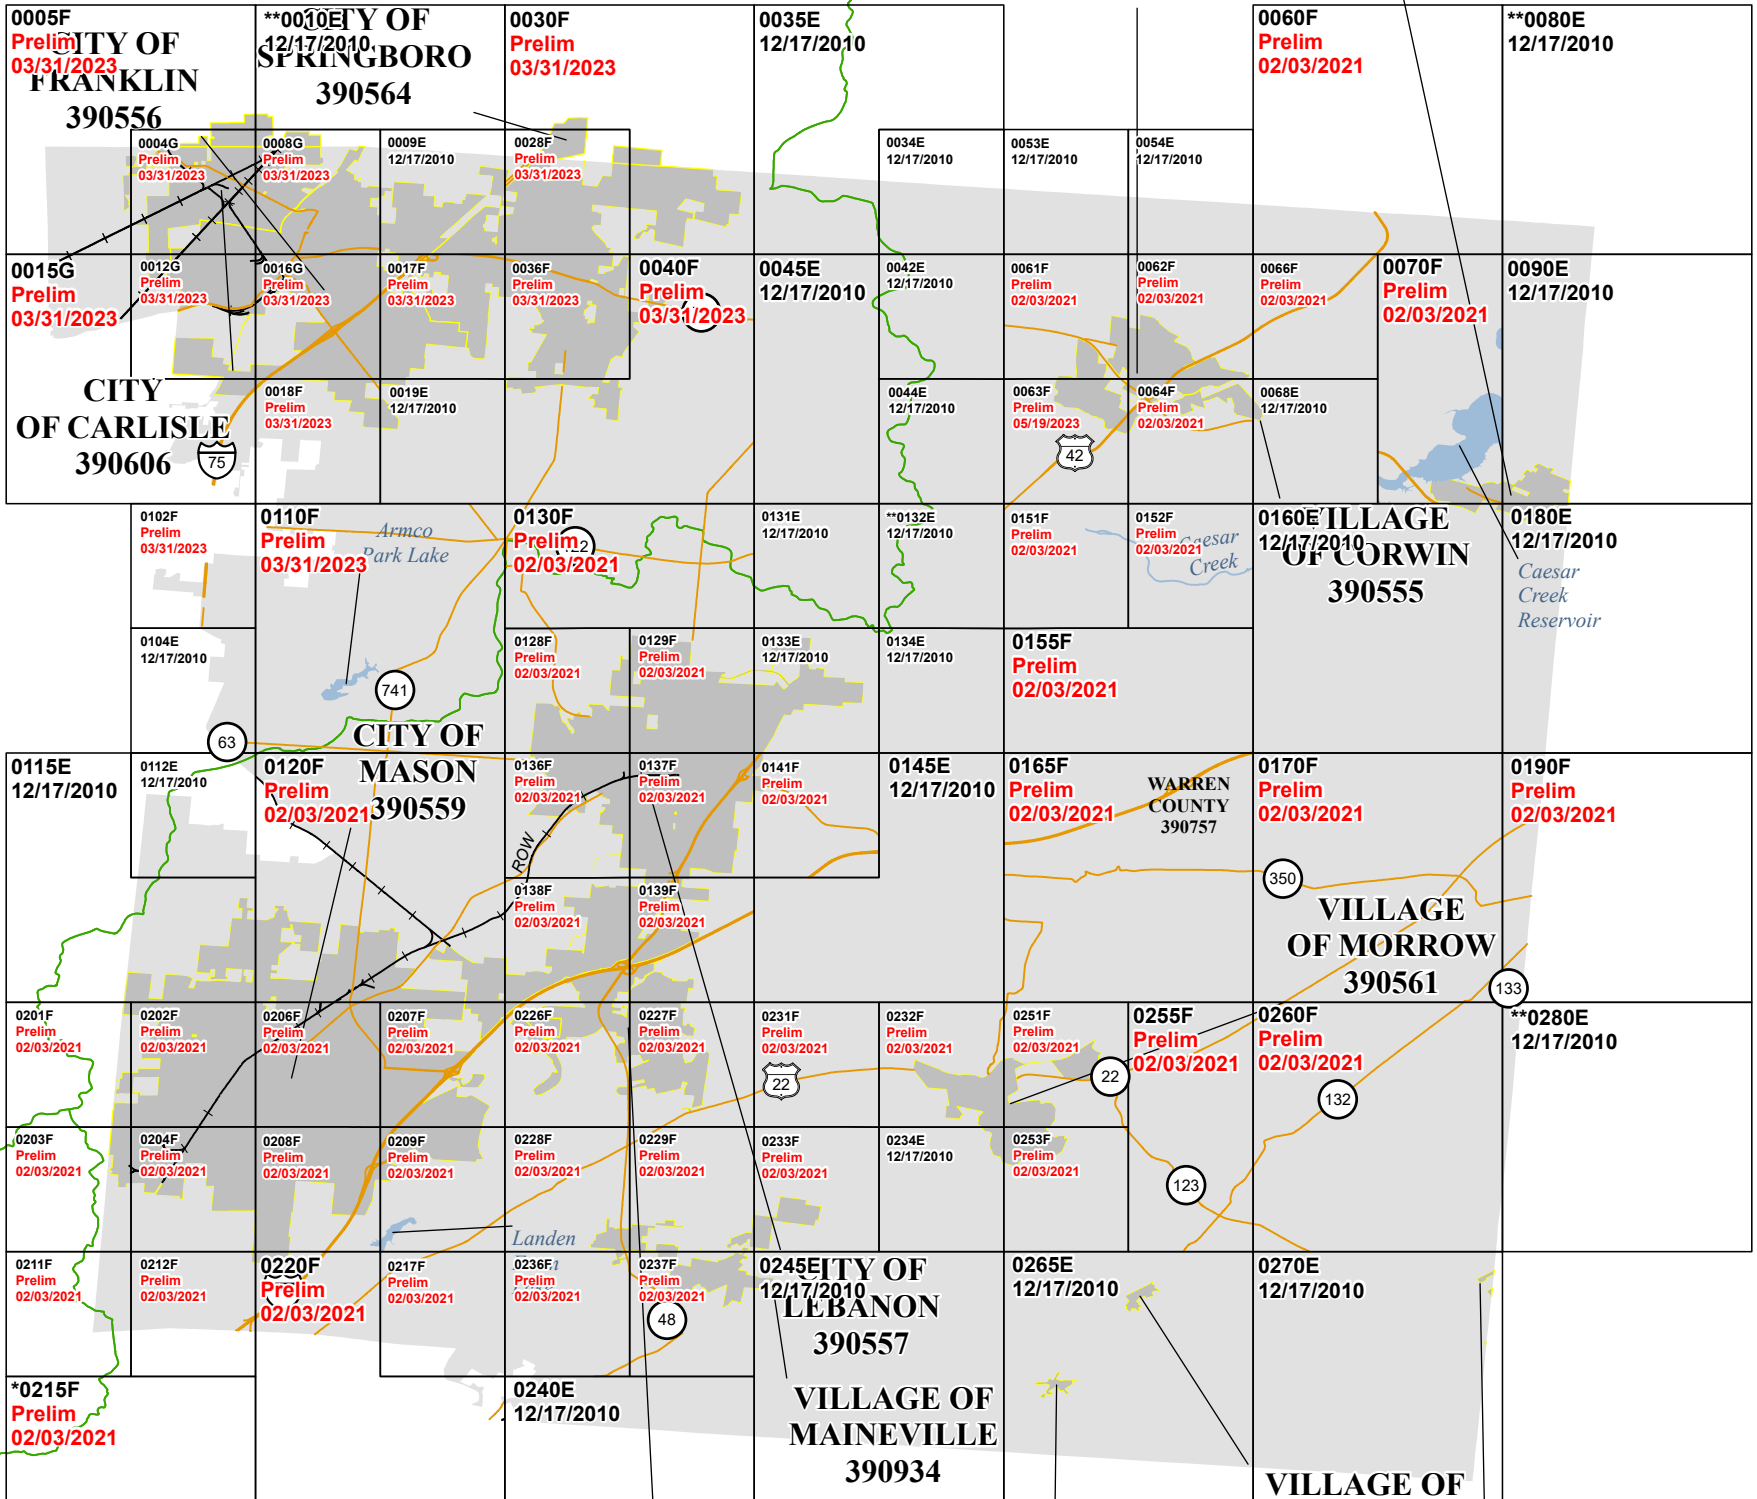 0005F
Prelim
03/31/2023
CITY OF
FRANKLIN
390556
**0010E
12/17/2010
CITY OF
SPRINGBORO
390564
0030F
Prelim
03/31/2023
0035E
12/17/2010
0060F
Prelim
02/03/2021
**0080E
12/17/2010
0004G
Prelim
03/31/2023
0008G
Prelim
03/31/2023
0009E
12/17/2010
0028F
Prelim
03/31/2023
0034E
12/17/2010
0053E
12/17/2010
0054E
12/17/2010
0015G
Prelim
03/31/2023
0012G
Prelim
03/31/2023
0016G
Prelim
03/31/2023
0017F
Prelim
03/31/2023
0036F
Prelim
03/31/2023
0040F
Prelim
03/31/2023
0045E
12/17/2010
0042E
12/17/2010
0061F
Prelim
02/03/2021
0062F
Prelim
02/03/2021
0066F
Prelim
02/03/2021
0070F
Prelim
02/03/2021
0090E
12/17/2010
CITY
OF CARLISLE
390606
75
0018F
Prelim
03/31/2023
0019E
12/17/2010
0044E
12/17/2010
0063F
Prelim
05/19/2023
42
0064F
Prelim
02/03/2021
0068E
12/17/2010
0102F
Prelim
03/31/2023
0110F
Prelim
03/31/2023
Armco
Park Lake
0130F
Prelim
02/03/2021
122
0131E
12/17/2010
**0132E
12/17/2010
0151F
Prelim
02/03/2021
0152F
Prelim
02/03/2021
Caesar
Creek
0160E
12/17/2010
VILLAGE
OF CORWIN
390555
0180E
12/17/2010
Caesar
Creek
Reservoir
0104E
12/17/2010
741
63
0128F
Prelim
02/03/2021
0129F
Prelim
02/03/2021
0133E
12/17/2010
0134E
12/17/2010
0155F
Prelim
02/03/2021
CITY OF
MASON
390559
0115E
12/17/2010
0112E
12/17/2010
0120F
Prelim
02/03/2021
0136F
Prelim
02/03/2021
0137F
Prelim
02/03/2021
0141F
Prelim
02/03/2021
0145E
12/17/2010
0165F
Prelim
02/03/2021
WARREN
COUNTY
390757
0170F
Prelim
02/03/2021
0190F
Prelim
02/03/2021
ROW
0138F
Prelim
02/03/2021
0139F
Prelim
02/03/2021
350
VILLAGE
OF MORROW
390561
133
0201F
Prelim
02/03/2021
0202F
Prelim
02/03/2021
0206F
Prelim
02/03/2021
0207F
Prelim
02/03/2021
0226F
Prelim
02/03/2021
0227F
Prelim
02/03/2021
0231F
Prelim
02/03/2021
22
0232F
Prelim
02/03/2021
0251F
Prelim
02/03/2021
22
0255F
Prelim
02/03/2021
0260F
Prelim
02/03/2021
132
**0280E
12/17/2010
0203F
Prelim
02/03/2021
0204F
Prelim
02/03/2021
0208F
Prelim
02/03/2021
0209F
Prelim
02/03/2021
0228F
Prelim
02/03/2021
0229F
Prelim
02/03/2021
0233F
Prelim
02/03/2021
0234E
12/17/2010
0253F
Prelim
02/03/2021
123
Landen
0211F
Prelim
02/03/2021
0212F
Prelim
02/03/2021
0220F
Prelim
02/03/2021
0217F
Prelim
02/03/2021
0236F
Prelim
02/03/2021
0237F
Prelim
02/03/2021
48
0245E
12/17/2010
CITY OF
LEBANON
390557
0265E
12/17/2010
0270E
12/17/2010
*0215F
Prelim
02/03/2021
0240E
12/17/2010
VILLAGE OF
MAINEVILLE
390934
VILLAGE OF